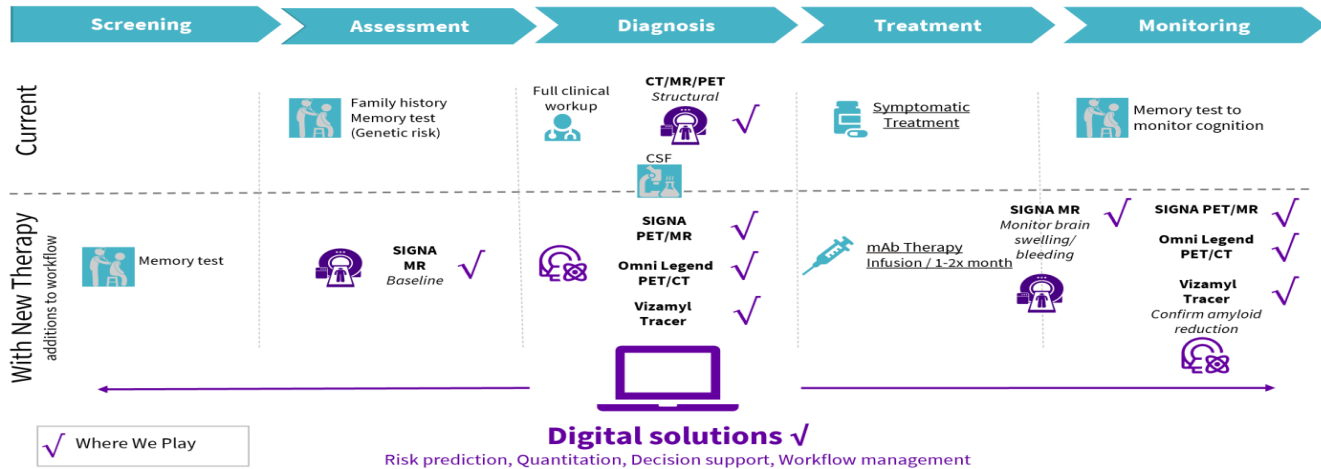 Screening
Assessment
Diagnosis
Treatment
Monitoring
Current
Family history
Memory test
(Genetic risk)
Full clinical
workup
CT/MR/PET
Structural
√
CSF
Symptomatic
Treatment
Memory test to
monitor cognition
With New Therapy
additions to workflow
Memory test
SIGNA
MR
Baseline
√
SIGNA
PET/MR
√
Omni Legend
PET/CT
√
Vizamyl
Tracer
√
mAb Therapy
Infusion / 1-2x month
SIGNA MR
√
Monitor brain
swelling/
bleeding
SIGNA PET/MR
√
Omni Legend
PET/CT
√
Vizamyl
Tracer
√
Confirm amyloid
reduction
√ Where We Play
Digital solutions √
Risk prediction, Quantitation, Decision support, Workflow management